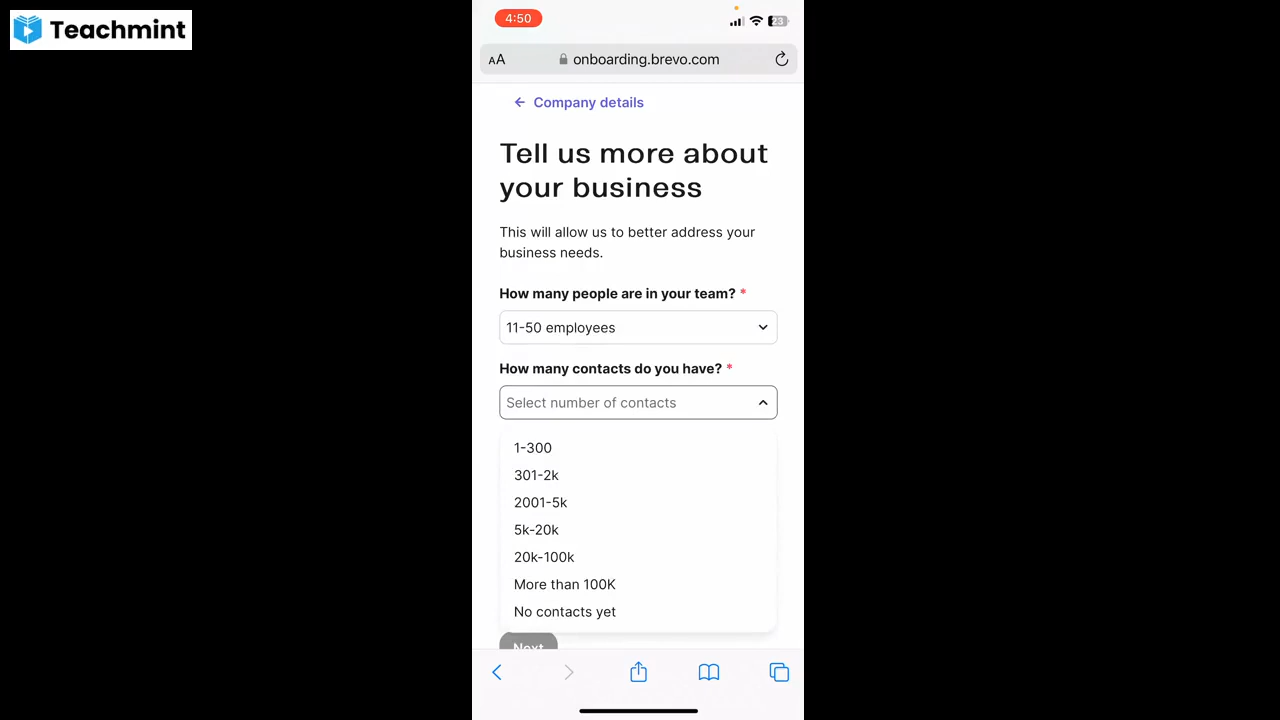 Teachmint
4:50
23
AA
onboarding.brevo.com
← Company details
Tell us more about
your business
This will allow us to better address your
business needs.
How many people are in your team? *
11-50 employees
How many contacts do you have? *
Select number of contacts
1-300
301-2k
2001-5k
5k-20k
20k-100k
More than 100K
No contacts yet
Next